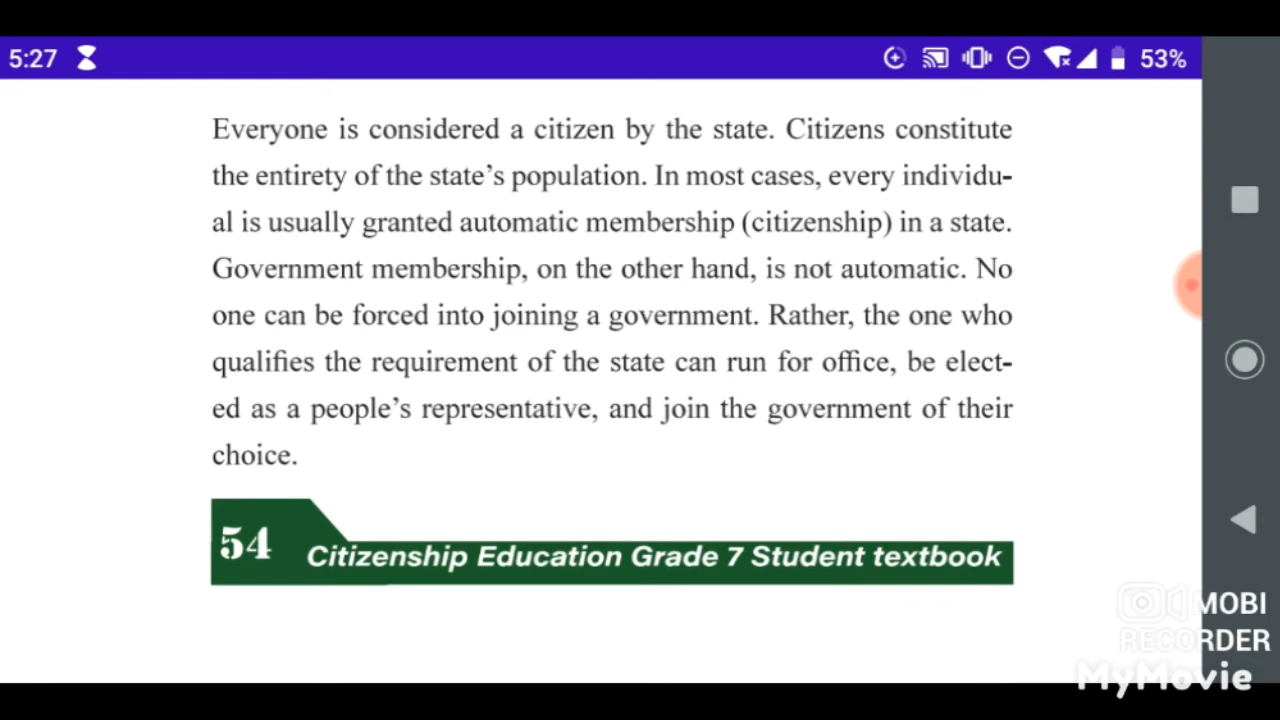 5:27
53%
Everyone is considered a citizen by the state. Citizens constitute
the entirety of the state's population. In most cases, every individu-
al is usually granted automatic membership (citizenship) in a state.
Government membership, on the other hand, is not automatic. No
one can be forced into joining a government. Rather, the one who
qualifies the requirement of the state can run for office, be elect-
ed as a people's representative, and join the government of their
choice.
54
Citizenship Education Grade 7 Student textbook
MOBI
RECORDER
MyMovie